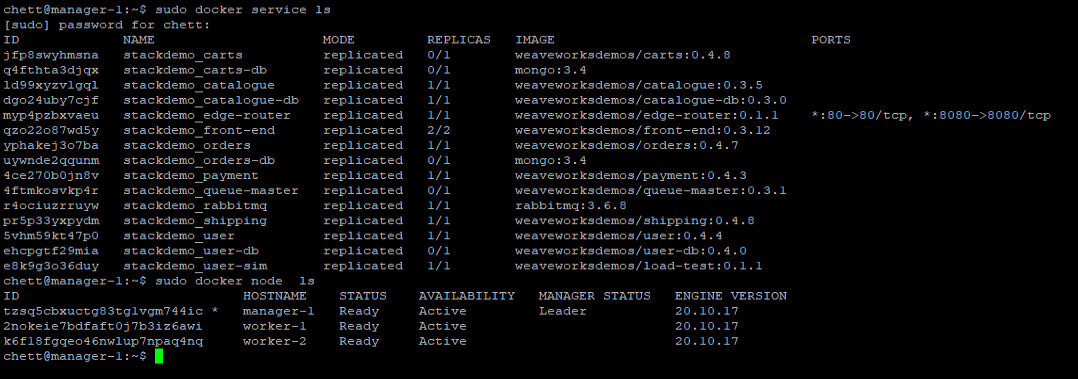 chett@manager-1:~$ sudo docker service ls
[sudo] password for chett:
ID NAME MODE REPLICAS IMAGE PORTS
jfp8swyhmsna stackdemo_carts replicated 0/1 weaveworksdemos/carts:0.4.8
q4fthta3djqx stackdemo_carts-db replicated 0/1 mongo:3.4
ld99xyzvlgql stackdemo_catalogue replicated 1/1 weaveworksdemos/catalogue:0.3.5
dgo24uby7cjf stackdemo_catalogue-db replicated 1/1 weaveworksdemos/catalogue-db:0.3.0
myp4pzbxvaeu stackdemo_edge-router replicated 1/1 weaveworksdemos/edge-router:0.1.1 *:80->80/tcp, *:8080->8080/tcp
qzo22o87wd5y stackdemo_front-end replicated 2/2 weaveworksdemos/front-end:0.3.12
yphakej3o7ba stackdemo_orders replicated 1/1 weaveworksdemos/orders:0.4.7
uywnde2qqunm stackdemo_orders-db replicated 0/1 mongo:3.4
4ce270b0jn8v stackdemo_payment replicated 1/1 weaveworksdemos/payment:0.4.3
4ftmkosvkp4r stackdemo_queue-master replicated 0/1 weaveworksdemos/queue-master:0.3.1
r4ociuzrruyw stackdemo_rabbitmq replicated 1/1 rabbitmq:3.6.8
pr5p33yxpydm stackdemo_shipping replicated 1/1 weaveworksdemos/shipping:0.4.8
5vhm59kt47p0 stackdemo_user replicated 1/1 weaveworksdemos/user:0.4.4
ehcpgtf29mia stackdemo_user-db replicated 0/1 weaveworksdemos/user-db:0.4.0
e8k9g3o36duy stackdemo_user-sim replicated 1/1 weaveworksdemos/load-test:0.1.1
chett@manager-1:~$ sudo docker node  ls
ID HOSTNAME STATUS AVAILABILITY MANAGER STATUS ENGINE VERSION
tzsq5cbxuctg83tglvgm744ic * manager-1 Ready Active Leader 20.10.17
2nokeie7bdfaft0j7b3iz6awi worker-1 Ready Active 20.10.17
k6fl8fgqeo46nwlup7npaq4nq worker-2 Ready Active 20.10.17
chett@manager-1:~$